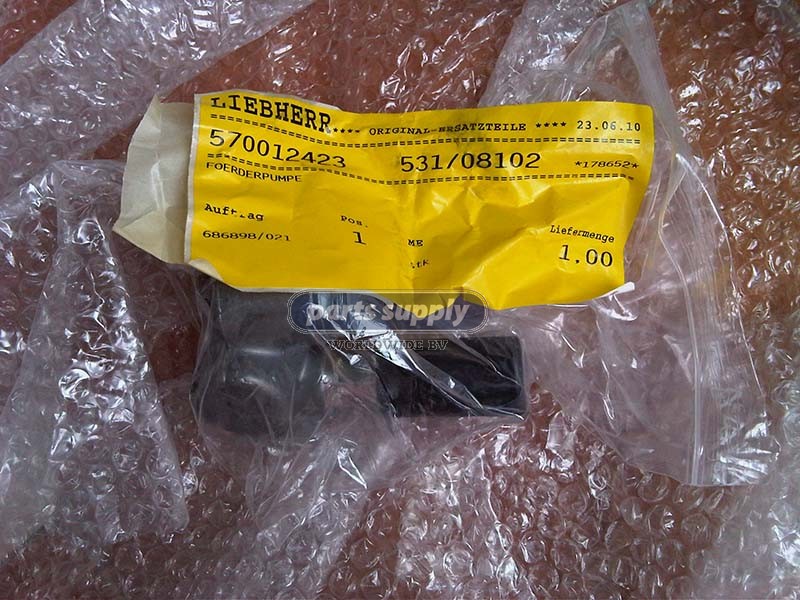 LIEBHERR **** ORIGINAL-ERSATZTEILE **** 23.06.10
570012423 531/08102 *178652*
FOERDERPUMPE
Auftrag Pos. ME Liefermenge
686898/021 1 1.00
parts supply
WORLDWIDE BV